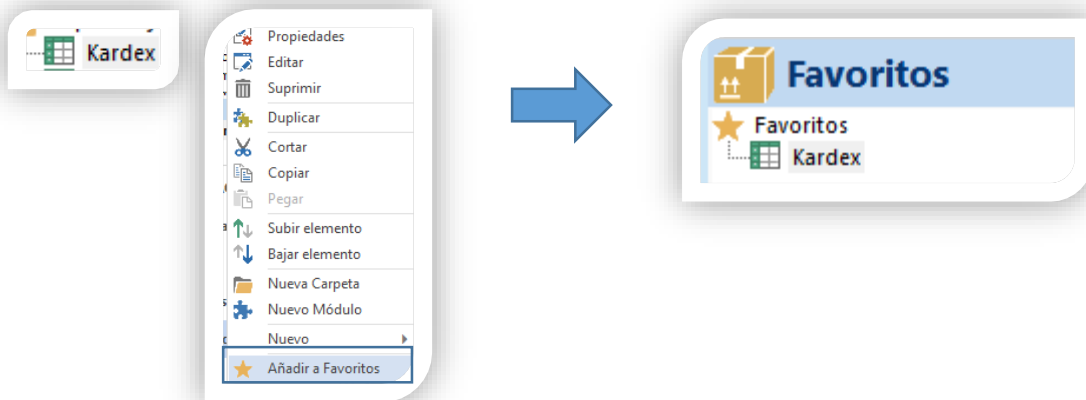 Kardex
Propiedades
Editar
Suprimir
Duplicar
Cortar
Copiar
Pegar
Subir elemento
Bajar elemento
Nueva Carpeta
Nuevo Módulo
Nuevo
Añadir a Favoritos
Favoritos
Favoritos
Kardex